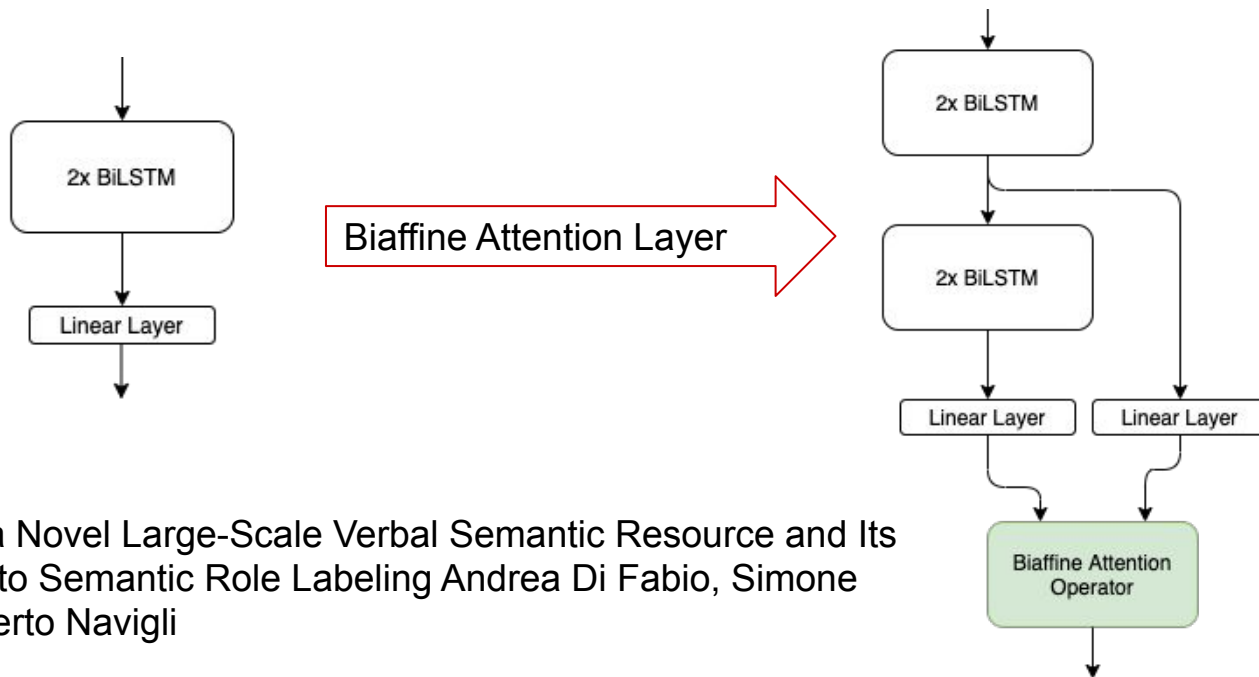 2x BiLSTM
Linear Layer
Biaffine Attention Layer
2x BiLSTM
2x BiLSTM
Linear Layer
Linear Layer
Biaffine Attention
Operator
a Novel Large-Scale Verbal Semantic Resource and Its
to Semantic Role Labeling Andrea Di Fabio, Simone
erto Navigli